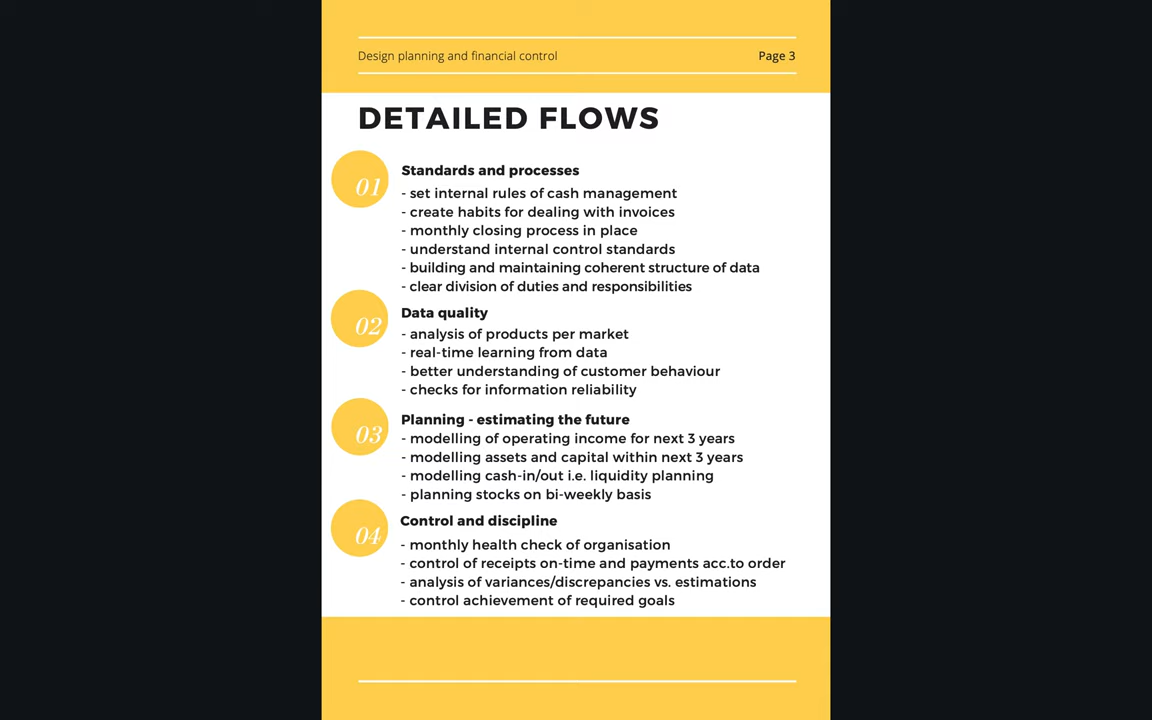 Design planning and financial control
Page 3
DETAILED FLOWS
01
Standards and processes
- set internal rules of cash management
- create habits for dealing with invoices
- monthly closing process in place
- understand internal control standards
- building and maintaining coherent structure of data
- clear division of duties and responsibilities
02
Data quality
- analysis of products per market
- real-time learning from data
- better understanding of customer behaviour
- checks for information reliability
03
Planning - estimating the future
- modelling of operating income for next 3 years
- modelling assets and capital within next 3 years
- modelling cash-in/out i.e. liquidity planning
- planning stocks on bi-weekly basis
04
Control and discipline
- monthly health check of organisation
- control of receipts on-time and payments acc.to order
- analysis of variances/discrepancies vs. estimations
- control achievement of required goals